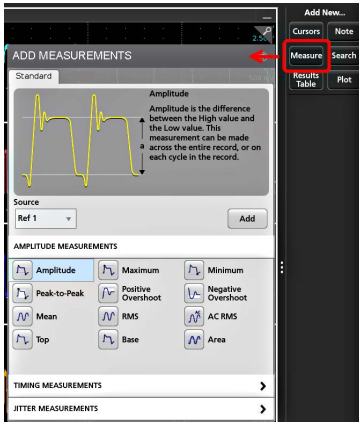 Add New...
Cursors
Note
2.50
ADD MEASUREMENTS
Measure
Search
Standard
Results
Table
Plot
Amplitude
Amplitude is the difference
between the High value and
the Low value. This
measurement can be made
across the entire record, or on
each cycle in the record.
a
Source
Ref 1
Add
AMPLITUDE MEASUREMENTS
Amplitude
Maximum
Minimum
Peak-to-Peak
Positive
Overshoot
Negative
Overshoot
Mean
RMS
AC RMS
Top
Base
Area
TIMING MEASUREMENTS
JITTER MEASUREMENTS